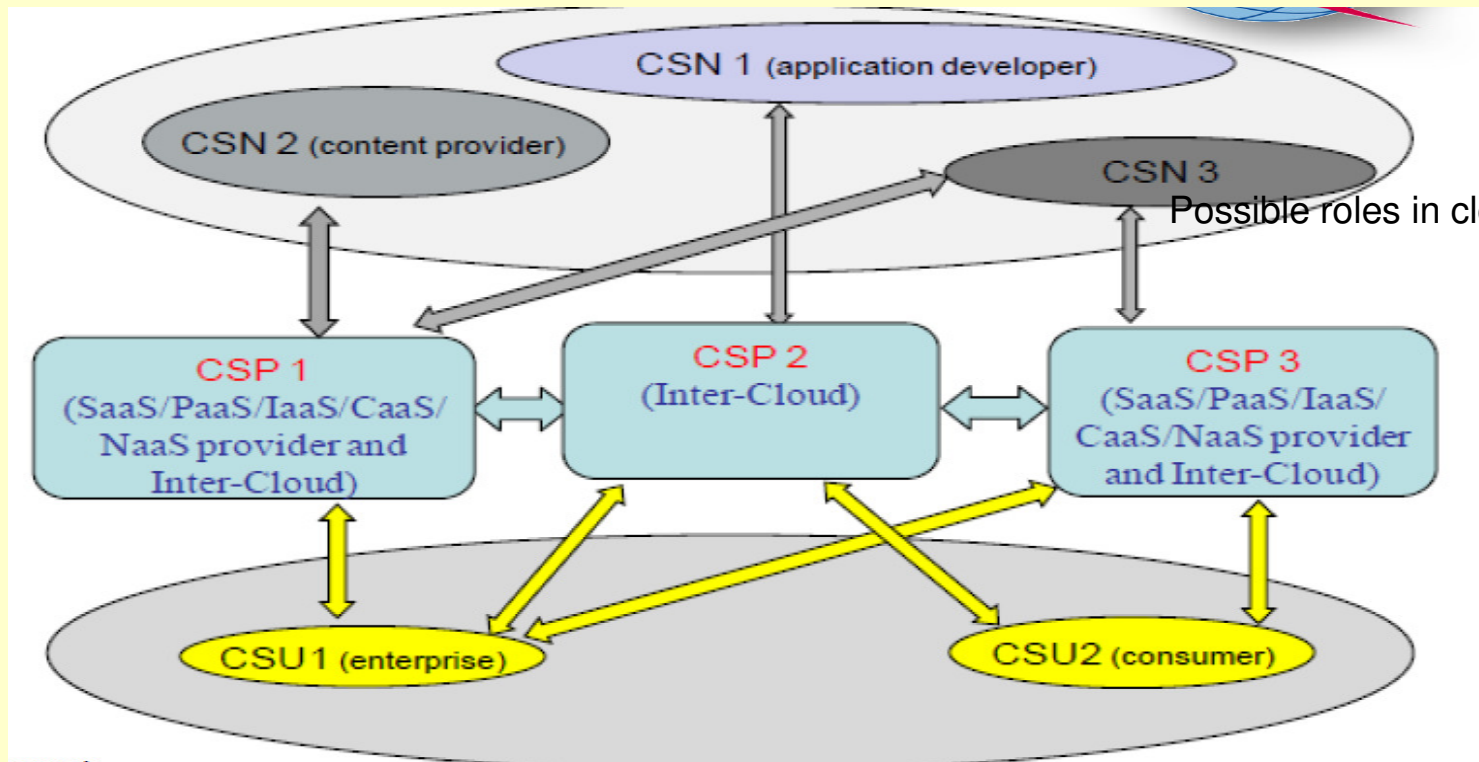 CSN 1 (application developer)
CSN 2 (content provider)
CSN 3
Possible roles in cl
CSP 1
(SaaS/PaaS/IaaS/CaaS/
NaaS provider and
Inter-Cloud)
CSP 2
(Inter-Cloud)
CSP 3
(SaaS/PaaS/IaaS/
CaaS/NaaS provider
and Inter-Cloud)
CSU1 (enterprise)
CSU2 (consumer)